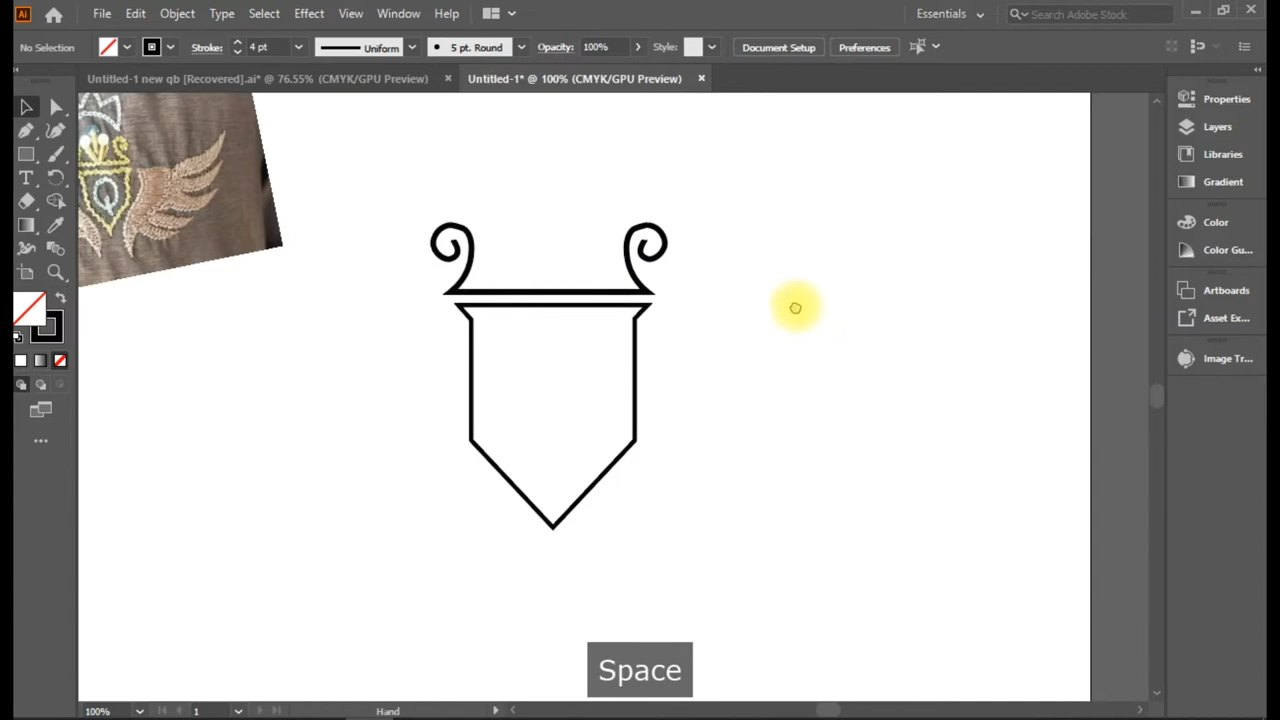 Ai File Edit Object Type Select Effect View Window Help Essentials Search Adobe Stock
No Selection Stroke: 4 pt Uniform 5 pt. Round Opacity: 100% Style: Document Setup Preferences
Untitled-1 new qb [Recovered].ai* @ 76.55% (CMYK/GPU Preview) × Untitled-1* @ 100% (CMYK/GPU Preview) ×
Properties
Layers
Libraries
Gradient
Color
Color Gu...
Artboards
Asset Ex...
Image Tr...
Q
Space
100% 1 Hand